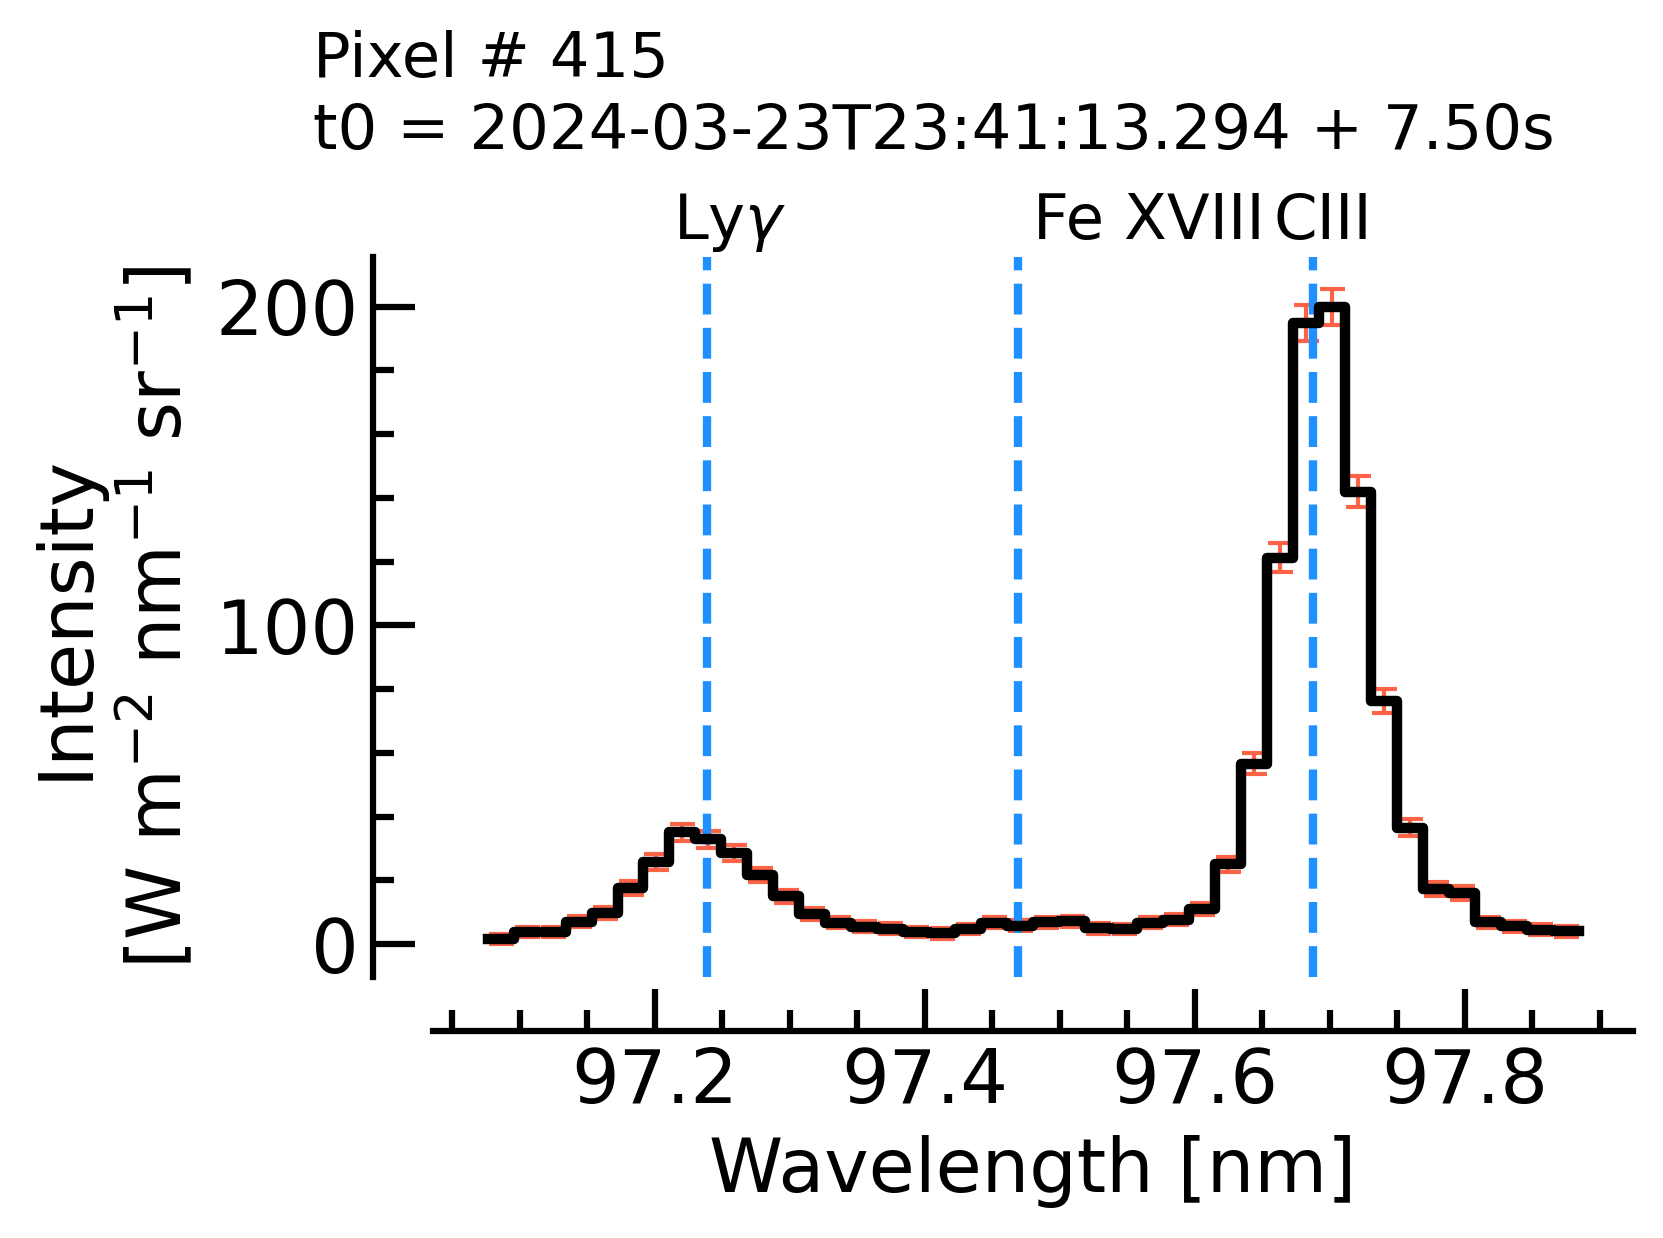 Pixel # 415
t0 = 2024-03-23T23:41:13.294 + 7.50s
Lyγ Fe XVIII CIII
Intensity
[W m⁻² nm⁻¹ sr⁻¹]
200
100
0
97.2 97.4 97.6 97.8
Wavelength [nm]